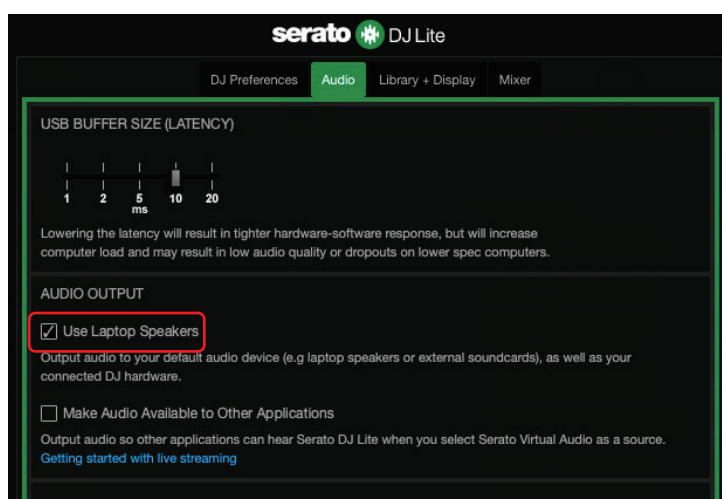 serato DJ Lite
DJ Preferences Audio Library + Display Mixer
USB BUFFER SIZE (LATENCY)
1 2 5 10 20
ms
Lowering the latency will result in tighter hardware-software response, but will increase
computer load and may result in low audio quality or dropouts on lower spec computers.
AUDIO OUTPUT
Use Laptop Speakers
Output audio to your default audio device (e.g laptop speakers or external soundcards), as well as your
connected DJ hardware.
Make Audio Available to Other Applications
Output audio so other applications can hear Serato DJ Lite when you select Serato Virtual Audio as a source.
Getting started with live streaming